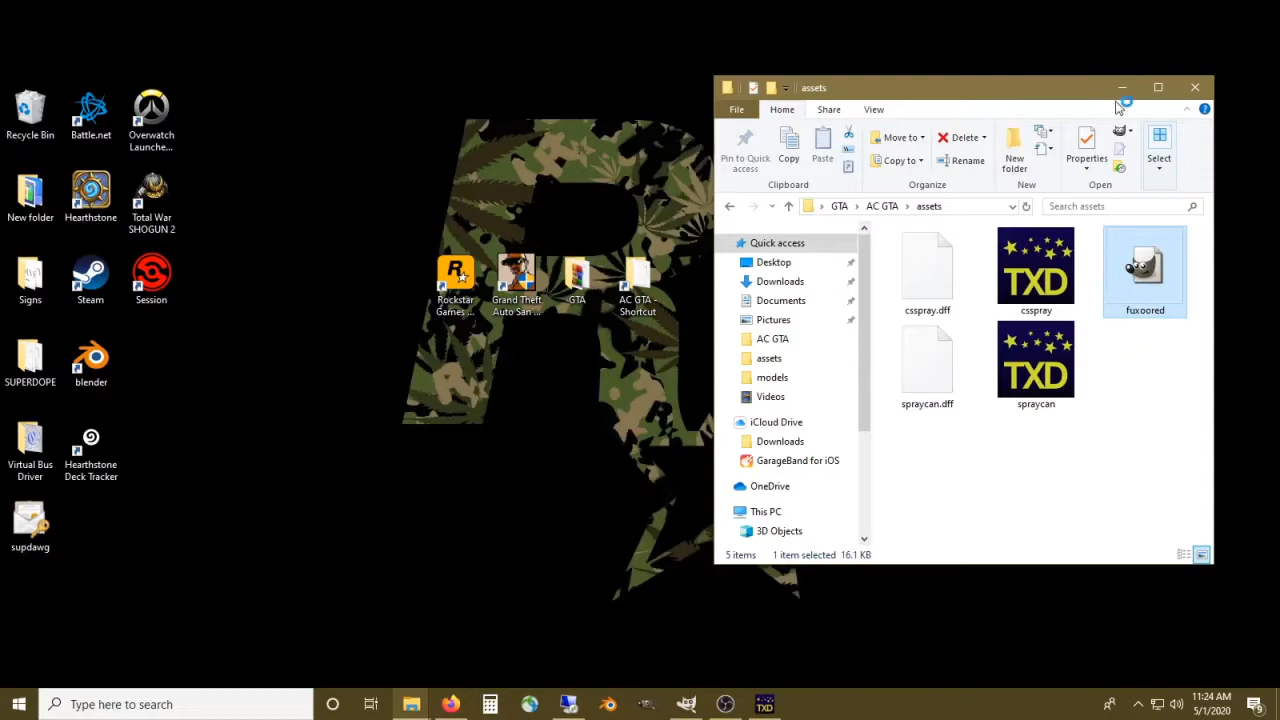 Recycle Bin
Battle.net
Overwatch
Launche...
New folder
Hearthstone
Total War
SHOGUN 2
Signs
Steam
Session
SUPERDOPE
blender
Virtual Bus
Driver
Hearthstone
Deck Tracker
supdawg
R
Rockstar
Games ...
Grand Theft
Auto San ...
GTA
AC GTA -
Shortcut
assets
File
Home
Share
View
Pin to Quick
access
Copy
Paste
Move to
Copy to
Delete
Rename
New
folder
Properties
Select
Clipboard
Organize
New
Open
GTA > AC GTA > assets
Search assets
Quick access
Desktop
Downloads
Documents
Pictures
AC GTA
assets
models
Videos
iCloud Drive
Downloads
GarageBand for iOS
OneDrive
This PC
3D Objects
csspray.dff
TXD
csspray
fuxoored
spraycan.dff
TXD
spraycan
5 items
1 item selected 16.1 KB
Type here to search
TXD
11:24 AM
5/1/2020
9